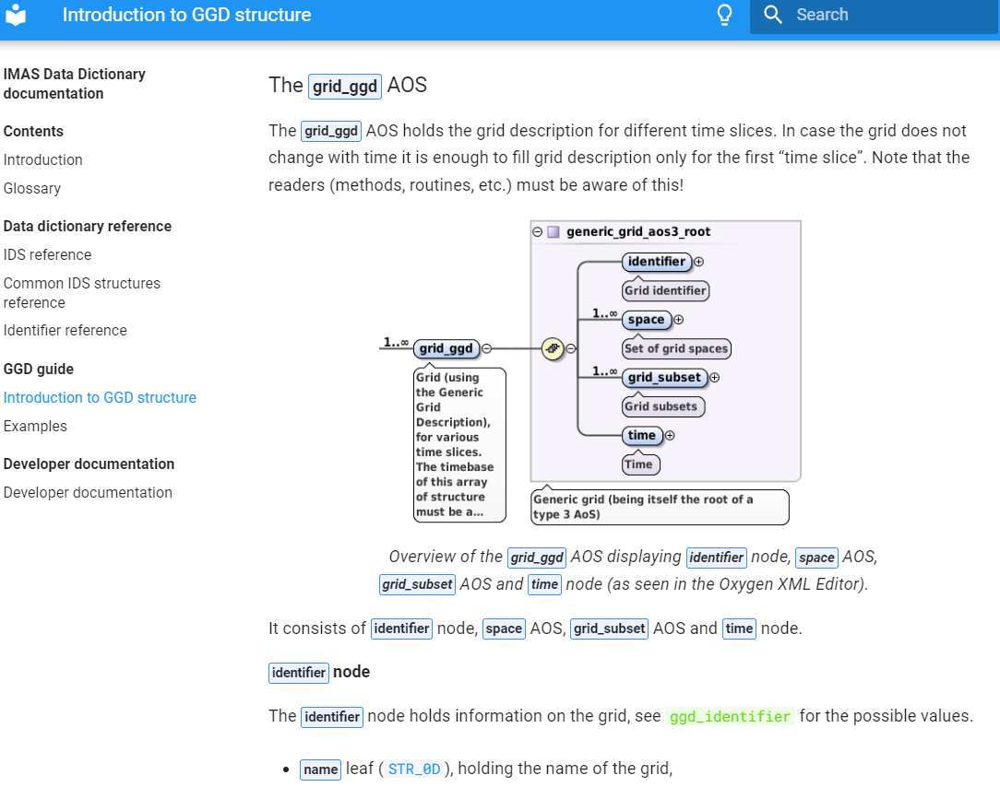 Introduction to GGD structure
Search
IMAS Data Dictionary
documentation
Contents
Introduction
Glossary
Data dictionary reference
IDS reference
Common IDS structures
reference
Identifier reference
GGD guide
Introduction to GGD structure
Examples
Developer documentation
Developer documentation
The grid_ggd AOS
The grid_ggd AOS holds the grid description for different time slices. In case the grid does not
change with time it is enough to fill grid description only for the first “time slice”. Note that the
readers (methods, routines, etc.) must be aware of this!
generic_grid_aos3_root
identifier
Grid identifier
1..∞
space
Set of grid spaces
1..∞
grid_ggd
1..∞
grid_subset
Grid subsets
time
Time
Grid (using
the Generic
Grid
Description),
for various
time slices.
The timebase
of this array
of structure
must be a...
Generic grid (being itself the root of a
type 3 AoS)
Overview of the grid_ggd AOS displaying identifier node, space AOS,
grid_subset AOS and time node (as seen in the Oxygen XML Editor).
It consists of identifier node, space AOS, grid_subset AOS and time node.
identifier node
The identifier node holds information on the grid, see ggd_identifier for the possible values.
• name leaf ( STR_0D ), holding the name of the grid,